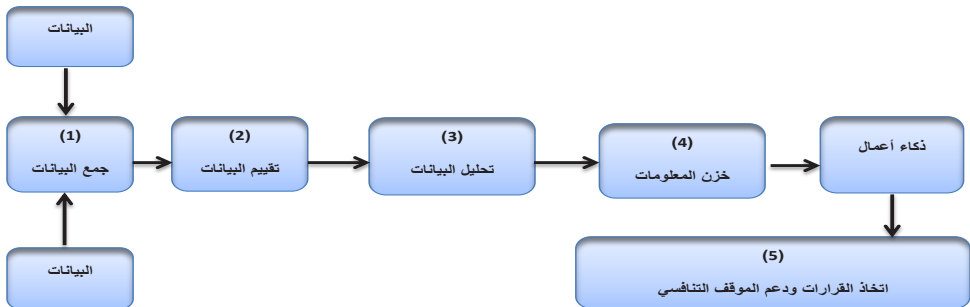 البيانات
(1)
جمع البيانات
(2)
تقييم البيانات
(3)
تحليل البيانات
(4)
خزن المعلومات
ذكاء أعمال
البيانات
(5)
اتخاذ القرارات ودعم الموقف التنافسي